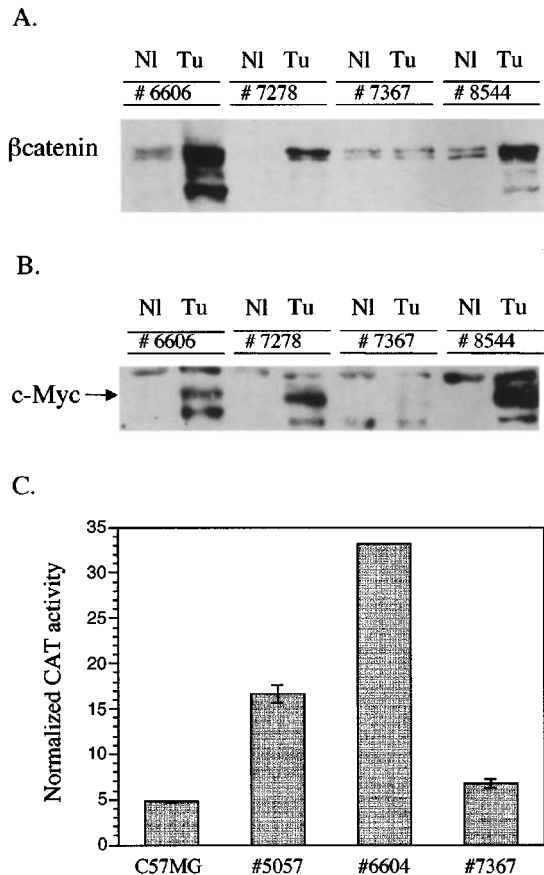 A.
Nl Tu Nl Tu Nl Tu Nl Tu
# 6606 # 7278 # 7367 # 8544
βcatenin
B.
Nl Tu Nl Tu Nl Tu Nl Tu
# 6606 # 7278 # 7367 # 8544
c-Myc
C.
Normalized CAT activity
35
30
25
20
15
10
5
0
C57MG #5057 #6604 #7367